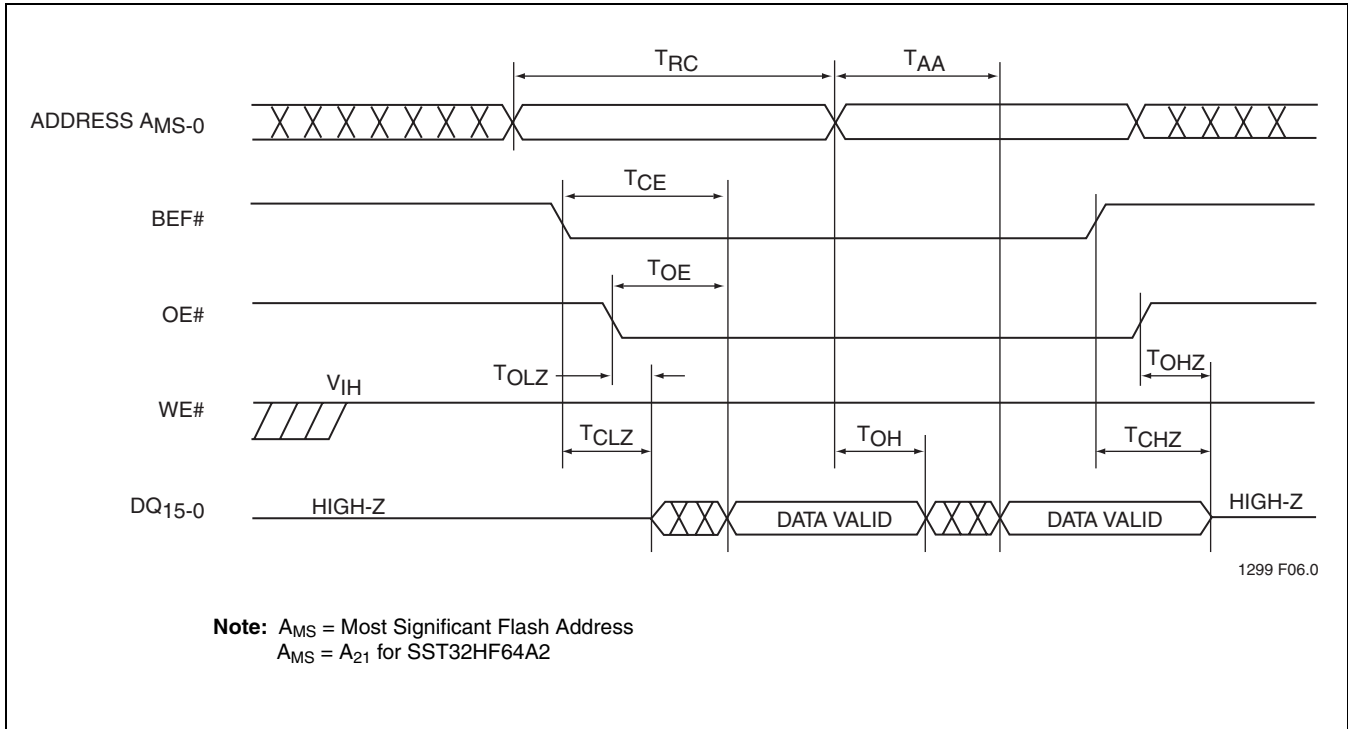 TRC TAA
ADDRESS AMS-0
TCE
BEF#
TOE
OE#
TOLZ TOHZ
VIH
WE#
TCLZ TOH TCHZ
DQ15-0 HIGH-Z DATA VALID DATA VALID HIGH-Z
1299 F06.0
Note: AMS = Most Significant Flash Address
AMS = A21 for SST32HF64A2